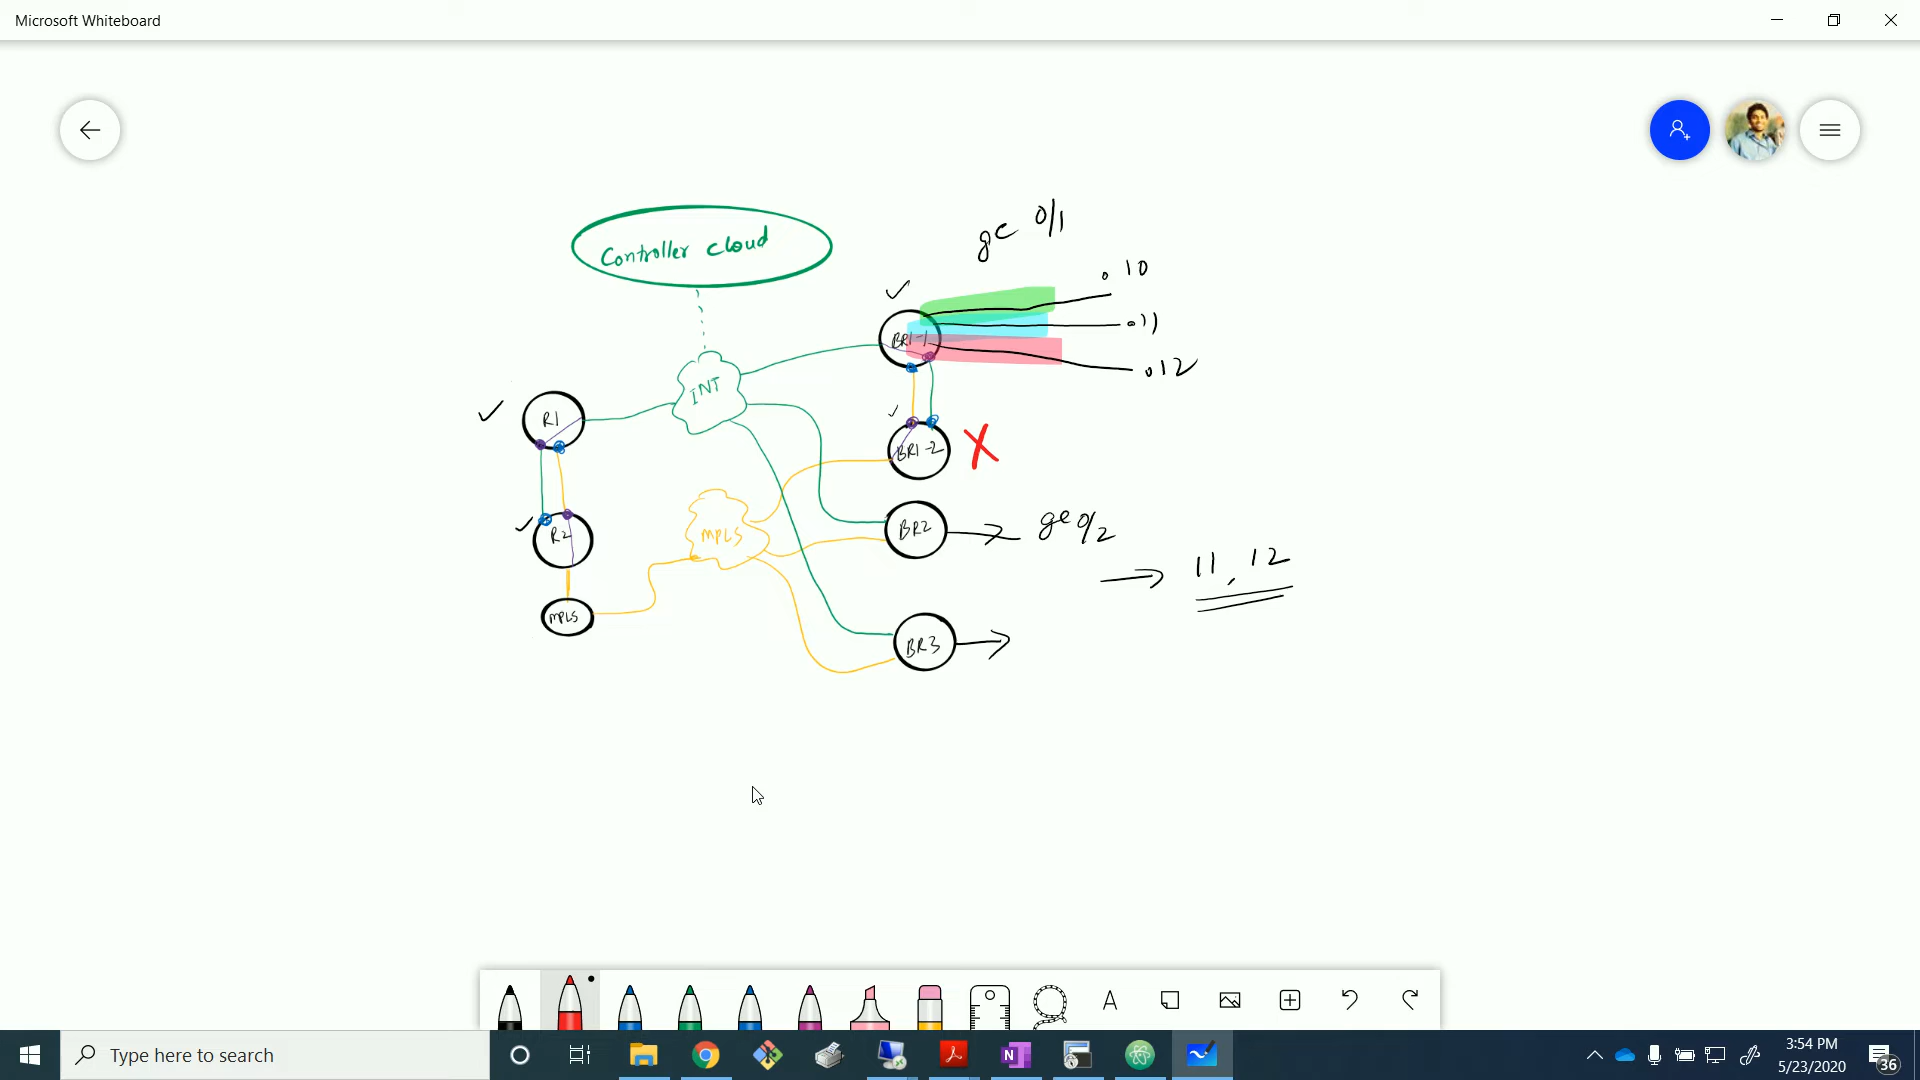 Microsoft Whiteboard
Controller cloud
ge 0/1
.10
BR1-1
.11
.12
INT
R1
BR1-2
X
MPLS
BR2
ge 0/2
R2
11, 12
MPLS
BR3
A
Type here to search
N
3:54 PM
5/23/2020
36